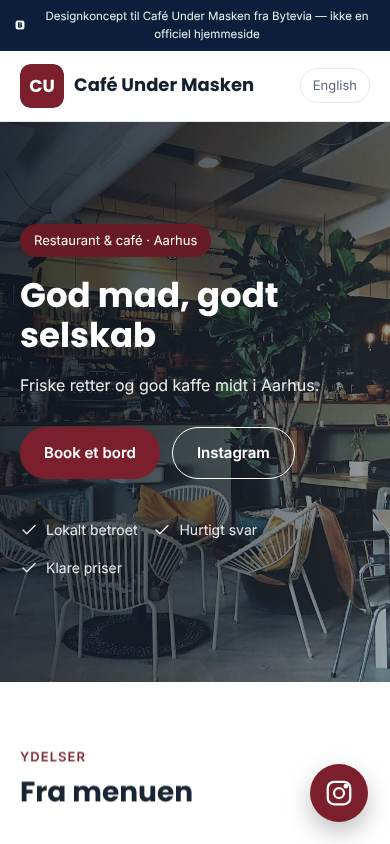 Designkoncept til Café Under Masken fra Bytevia — ikke en
officiel hjemmeside
CU
Café Under Masken
English
Restaurant & café · Aarhus
God mad, godt
selskab
Friske retter og god kaffe midt i Aarhus.
Book et bord
Instagram
Lokalt betroet
Hurtigt svar
Klare priser
YDELSER
Fra menuen